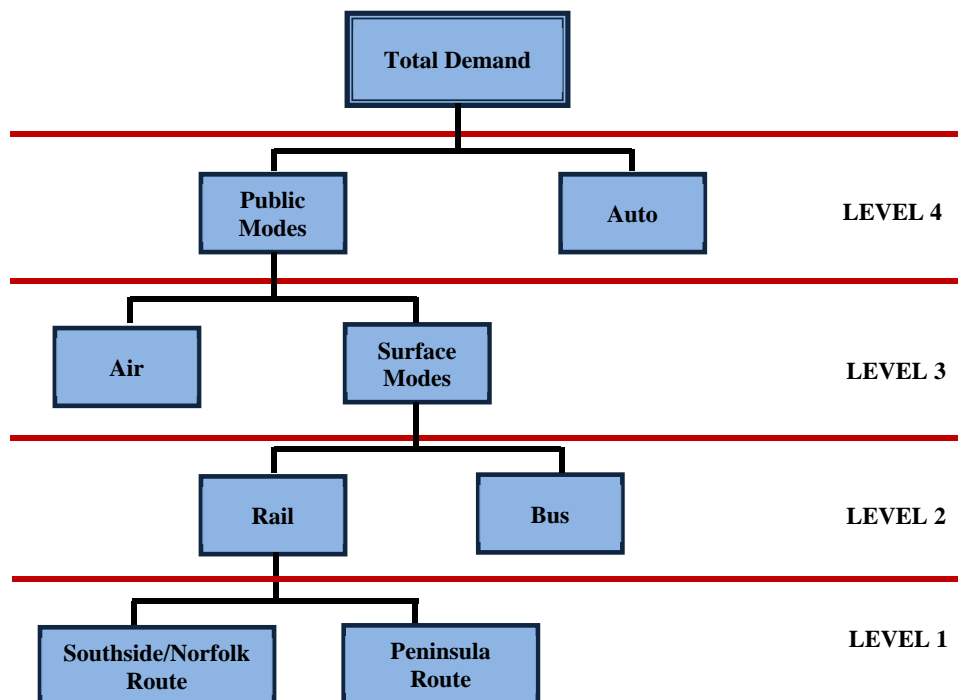 Total Demand
Public
Modes
Auto
LEVEL 4
Air
Surface
Modes
LEVEL 3
Rail
Bus
LEVEL 2
Southside/Norfolk
Route
Peninsula
Route
LEVEL 1